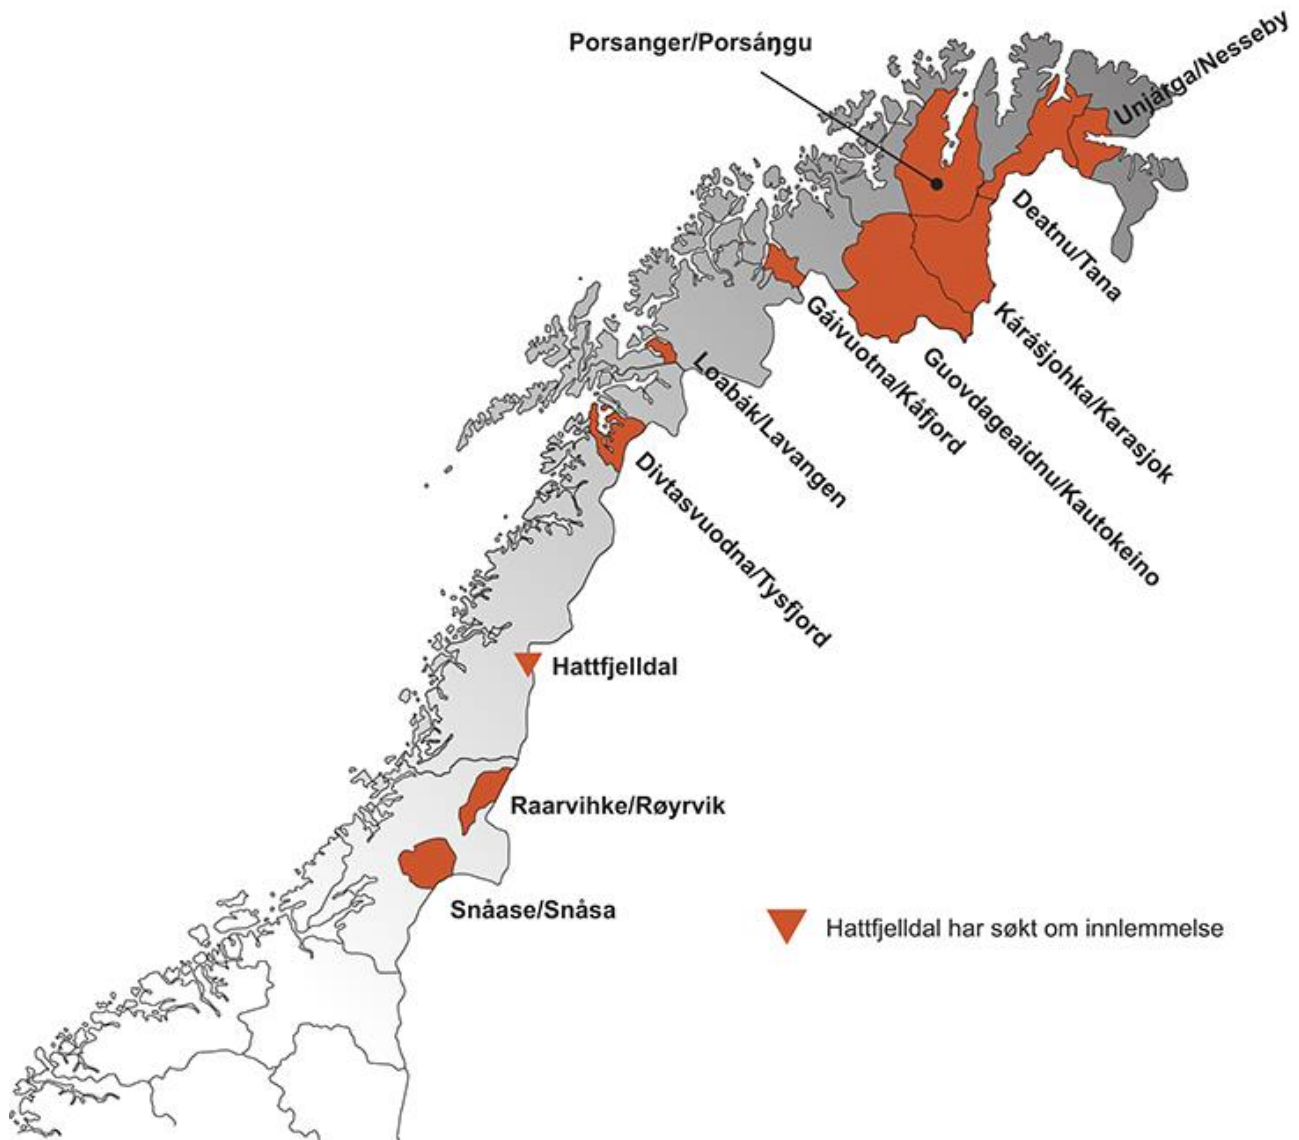 Porsanger/Porsáŋgu
Unjárga/Nesseby
Deatnu/Tana
Kárášjohka/Karasjok
Guovdageaidnu/Kautokeino
Gáivuotna/Kåfjord
Løabák/Lavangen
Divtasvuodna/Tysfjord
Hattfjelldal
Raarvihke/Røyrvik
Snåase/Snåsa
Hattfjelldal har søkt om innlemmelse